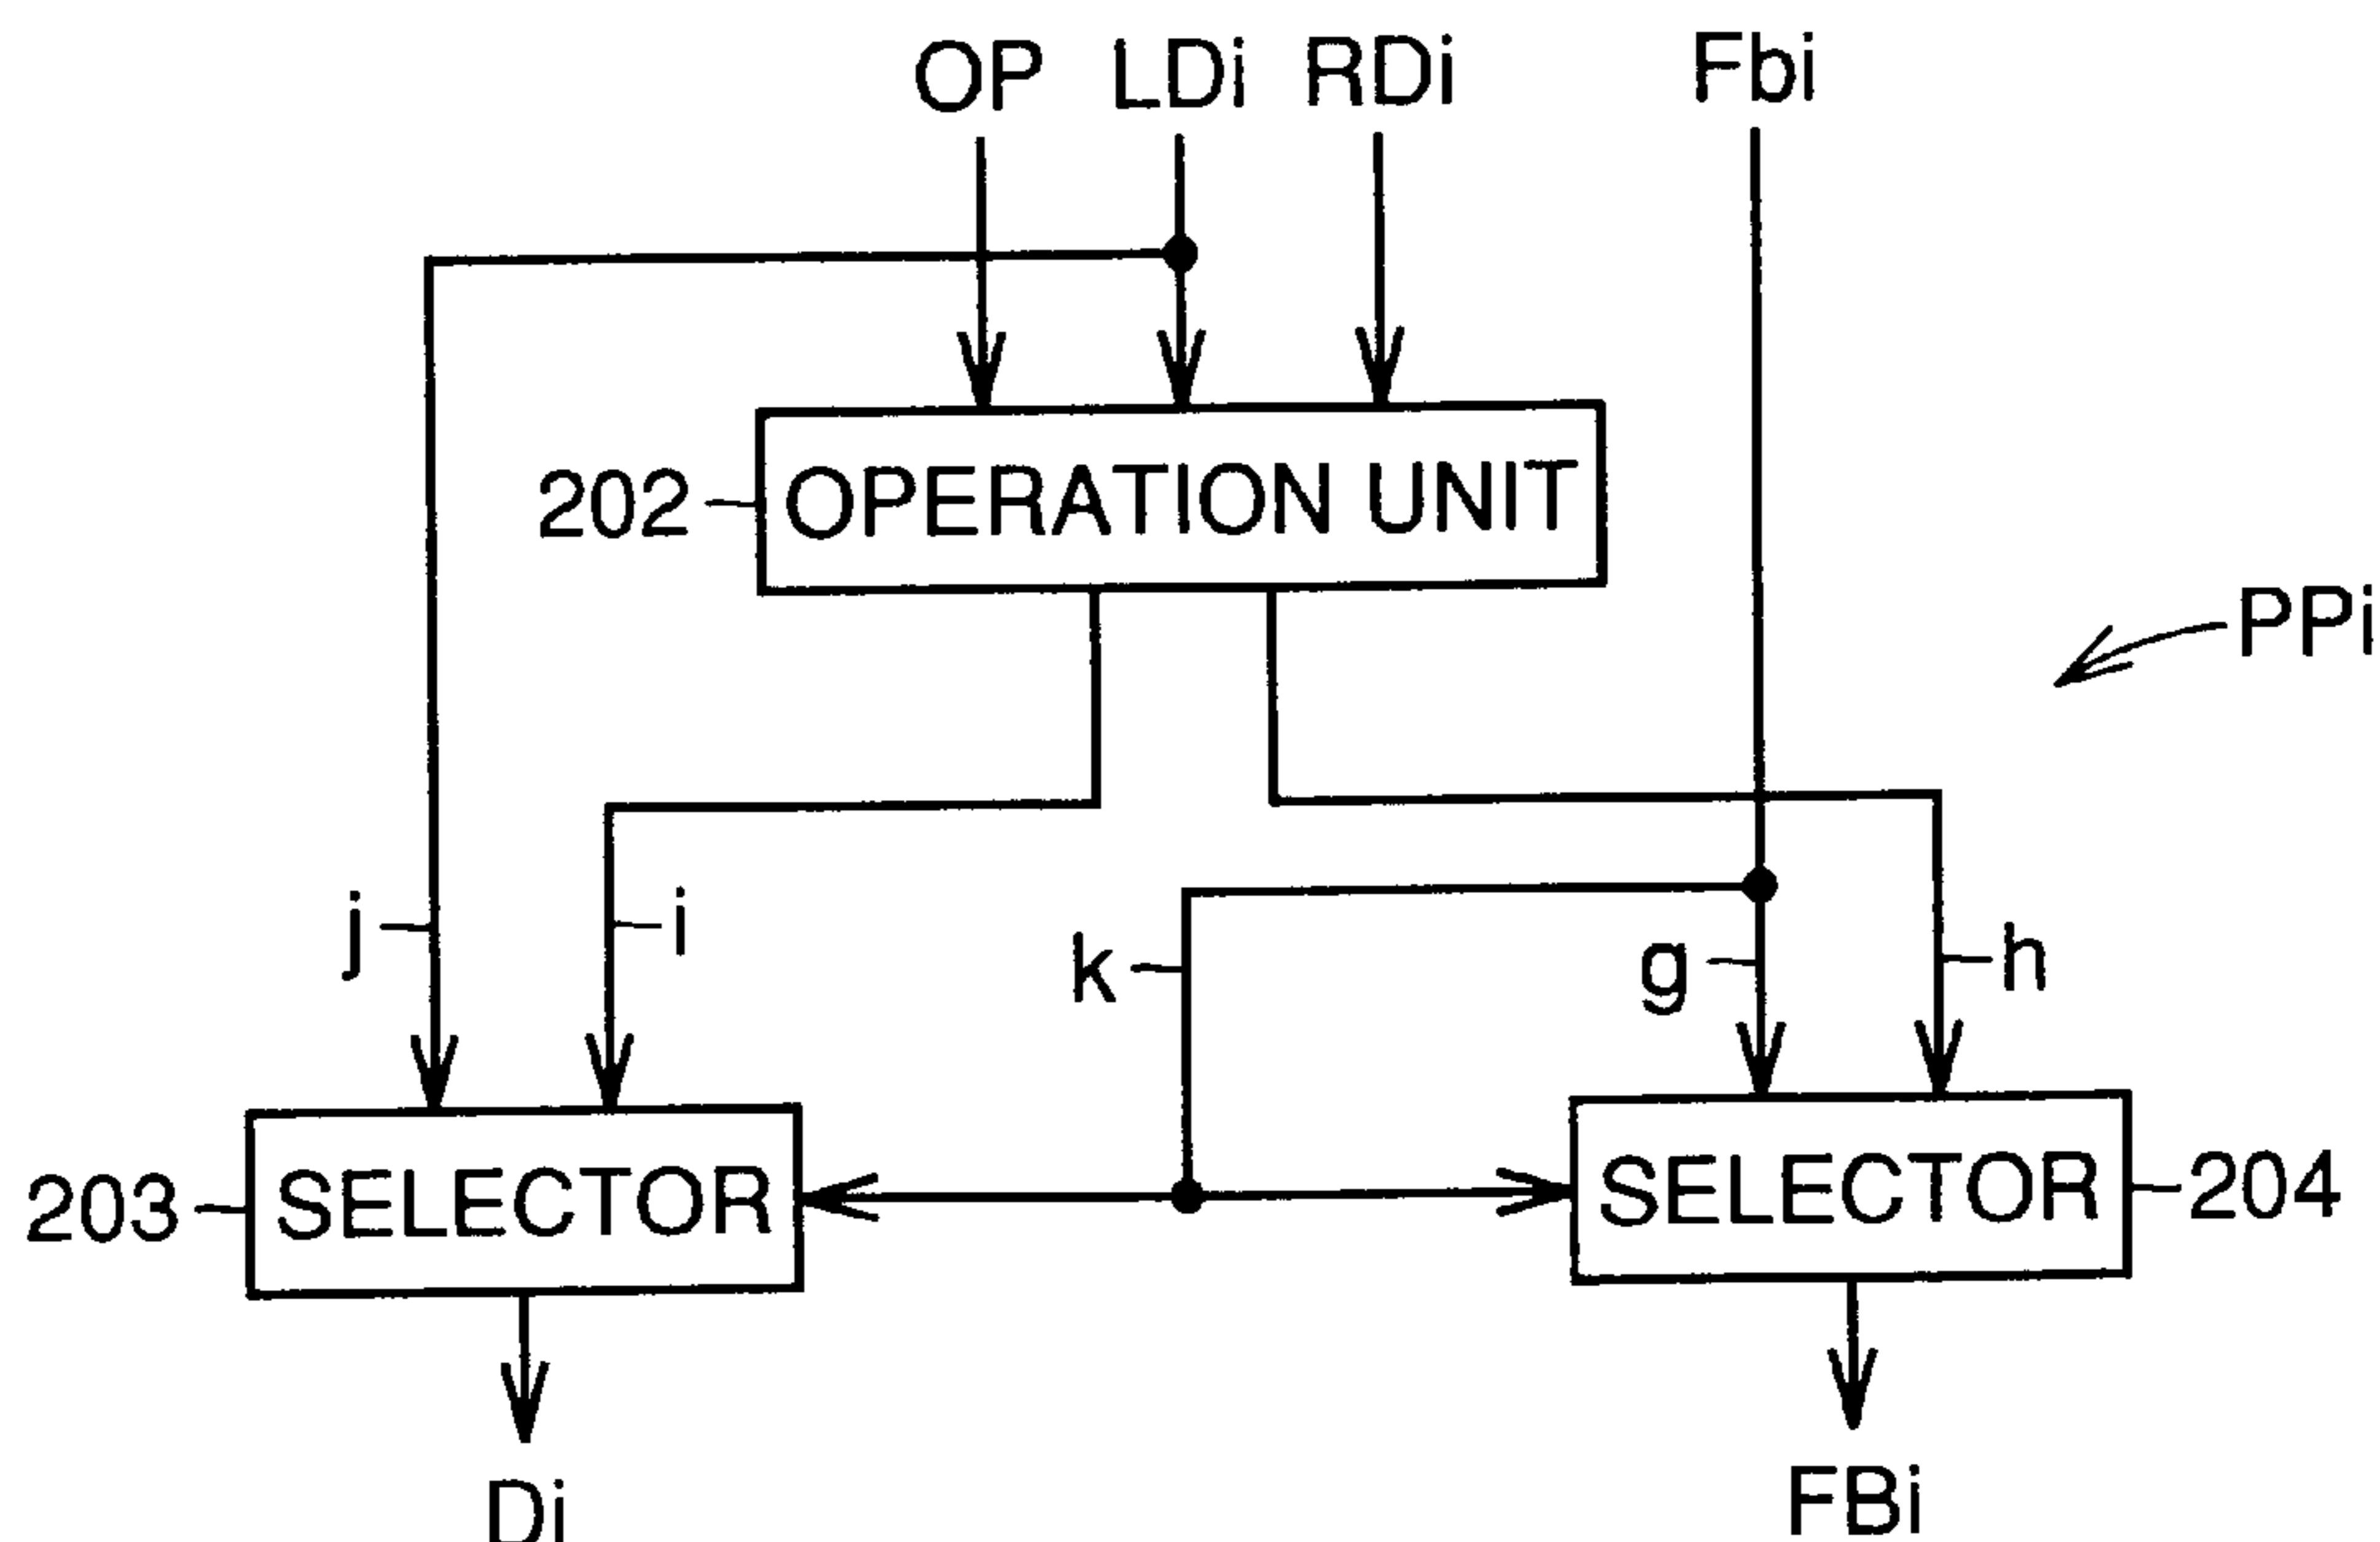 OP LDi RDi Fbi
202 OPERATION UNIT
PPi
j i k g h
203 SELECTOR SELECTOR 204
Di FBi